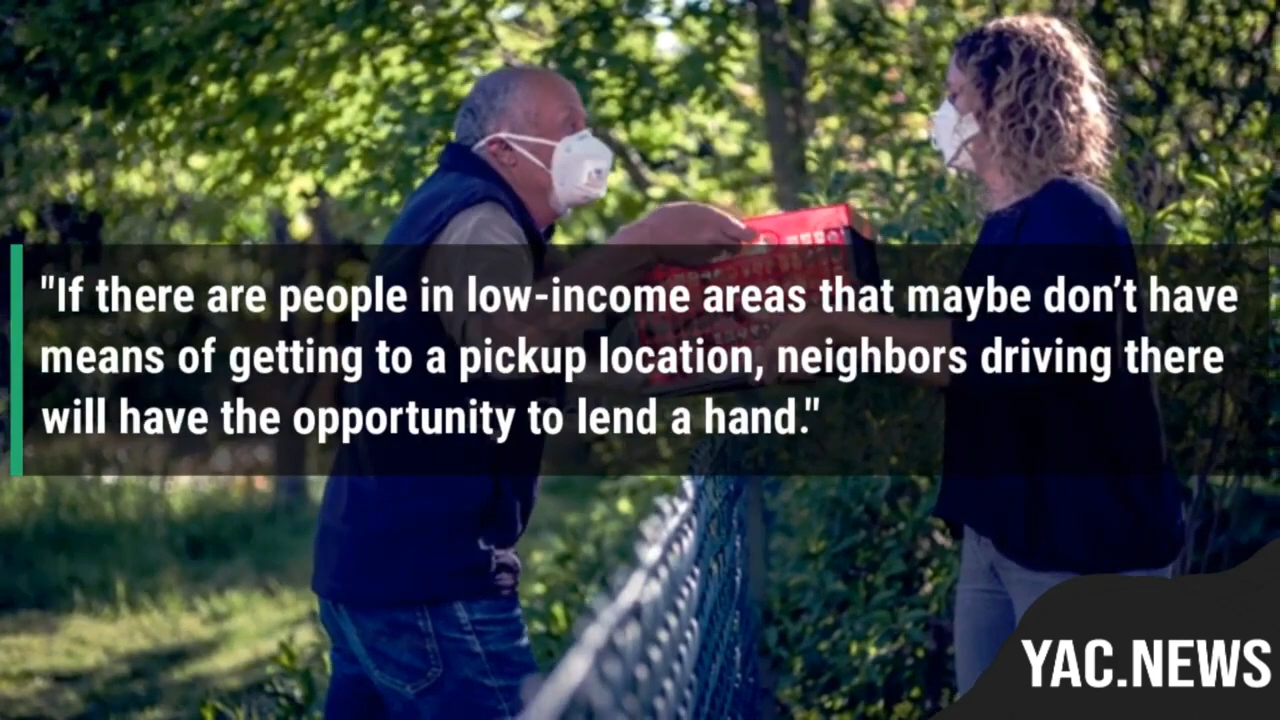 "If there are people in low-income areas that maybe don’t have
means of getting to a pickup location, neighbors driving there
will have the opportunity to lend a hand."
YAC.NEWS